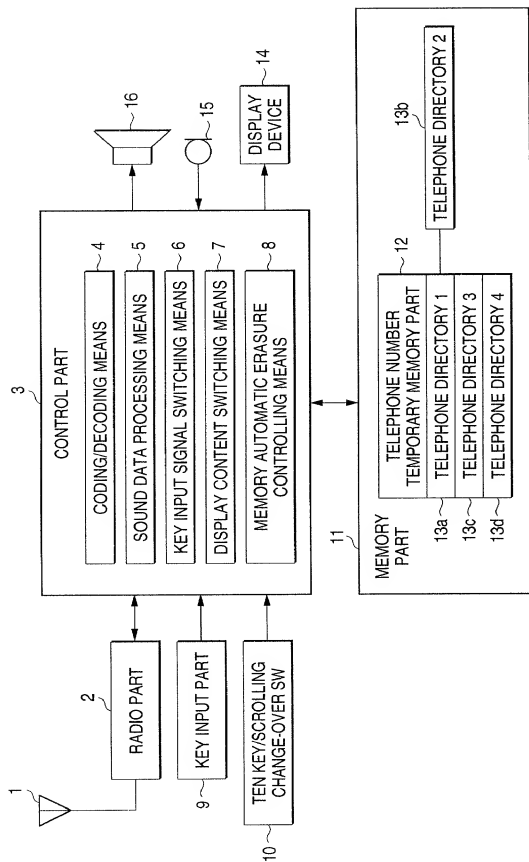 1
2
RADIO PART
9
KEY INPUT PART
10
TEN KEY/SCROLLING
CHANGE-OVER SW
3
CONTROL PART
CODING/DECODING MEANS
4
SOUND DATA PROCESSING MEANS
5
KEY INPUT SIGNAL SWITCHING MEANS
6
DISPLAY CONTENT SWITCHING MEANS
7
MEMORY AUTOMATIC ERASURE
CONTROLLING MEANS
8
16
15
14
DISPLAY
DEVICE
11
MEMORY
PART
12
TELEPHONE NUMBER
TEMPORARY MEMORY PART
13a
TELEPHONE DIRECTORY 1
13b
TELEPHONE DIRECTORY 2
13c
TELEPHONE DIRECTORY 3
13d
TELEPHONE DIRECTORY 4